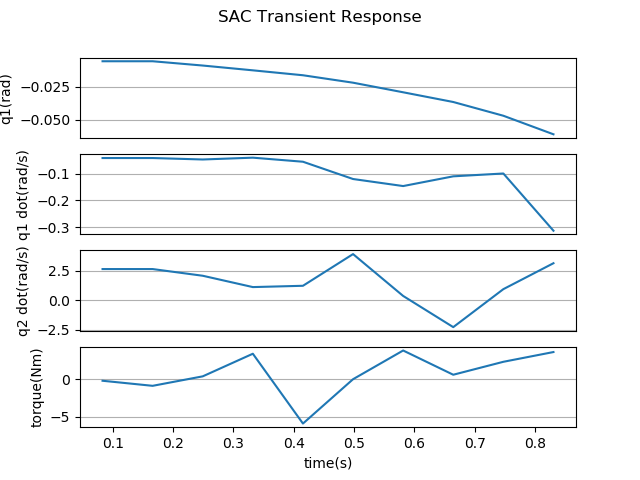 SAC Transient Response
q1(rad)
−0.025
−0.050
q1 dot(rad/s)
−0.1
−0.2
−0.3
q2 dot(rad/s)
2.5
0.0
−2.5
torque(Nm)
0
−5
0.1 0.2 0.3 0.4 0.5 0.6 0.7 0.8
time(s)